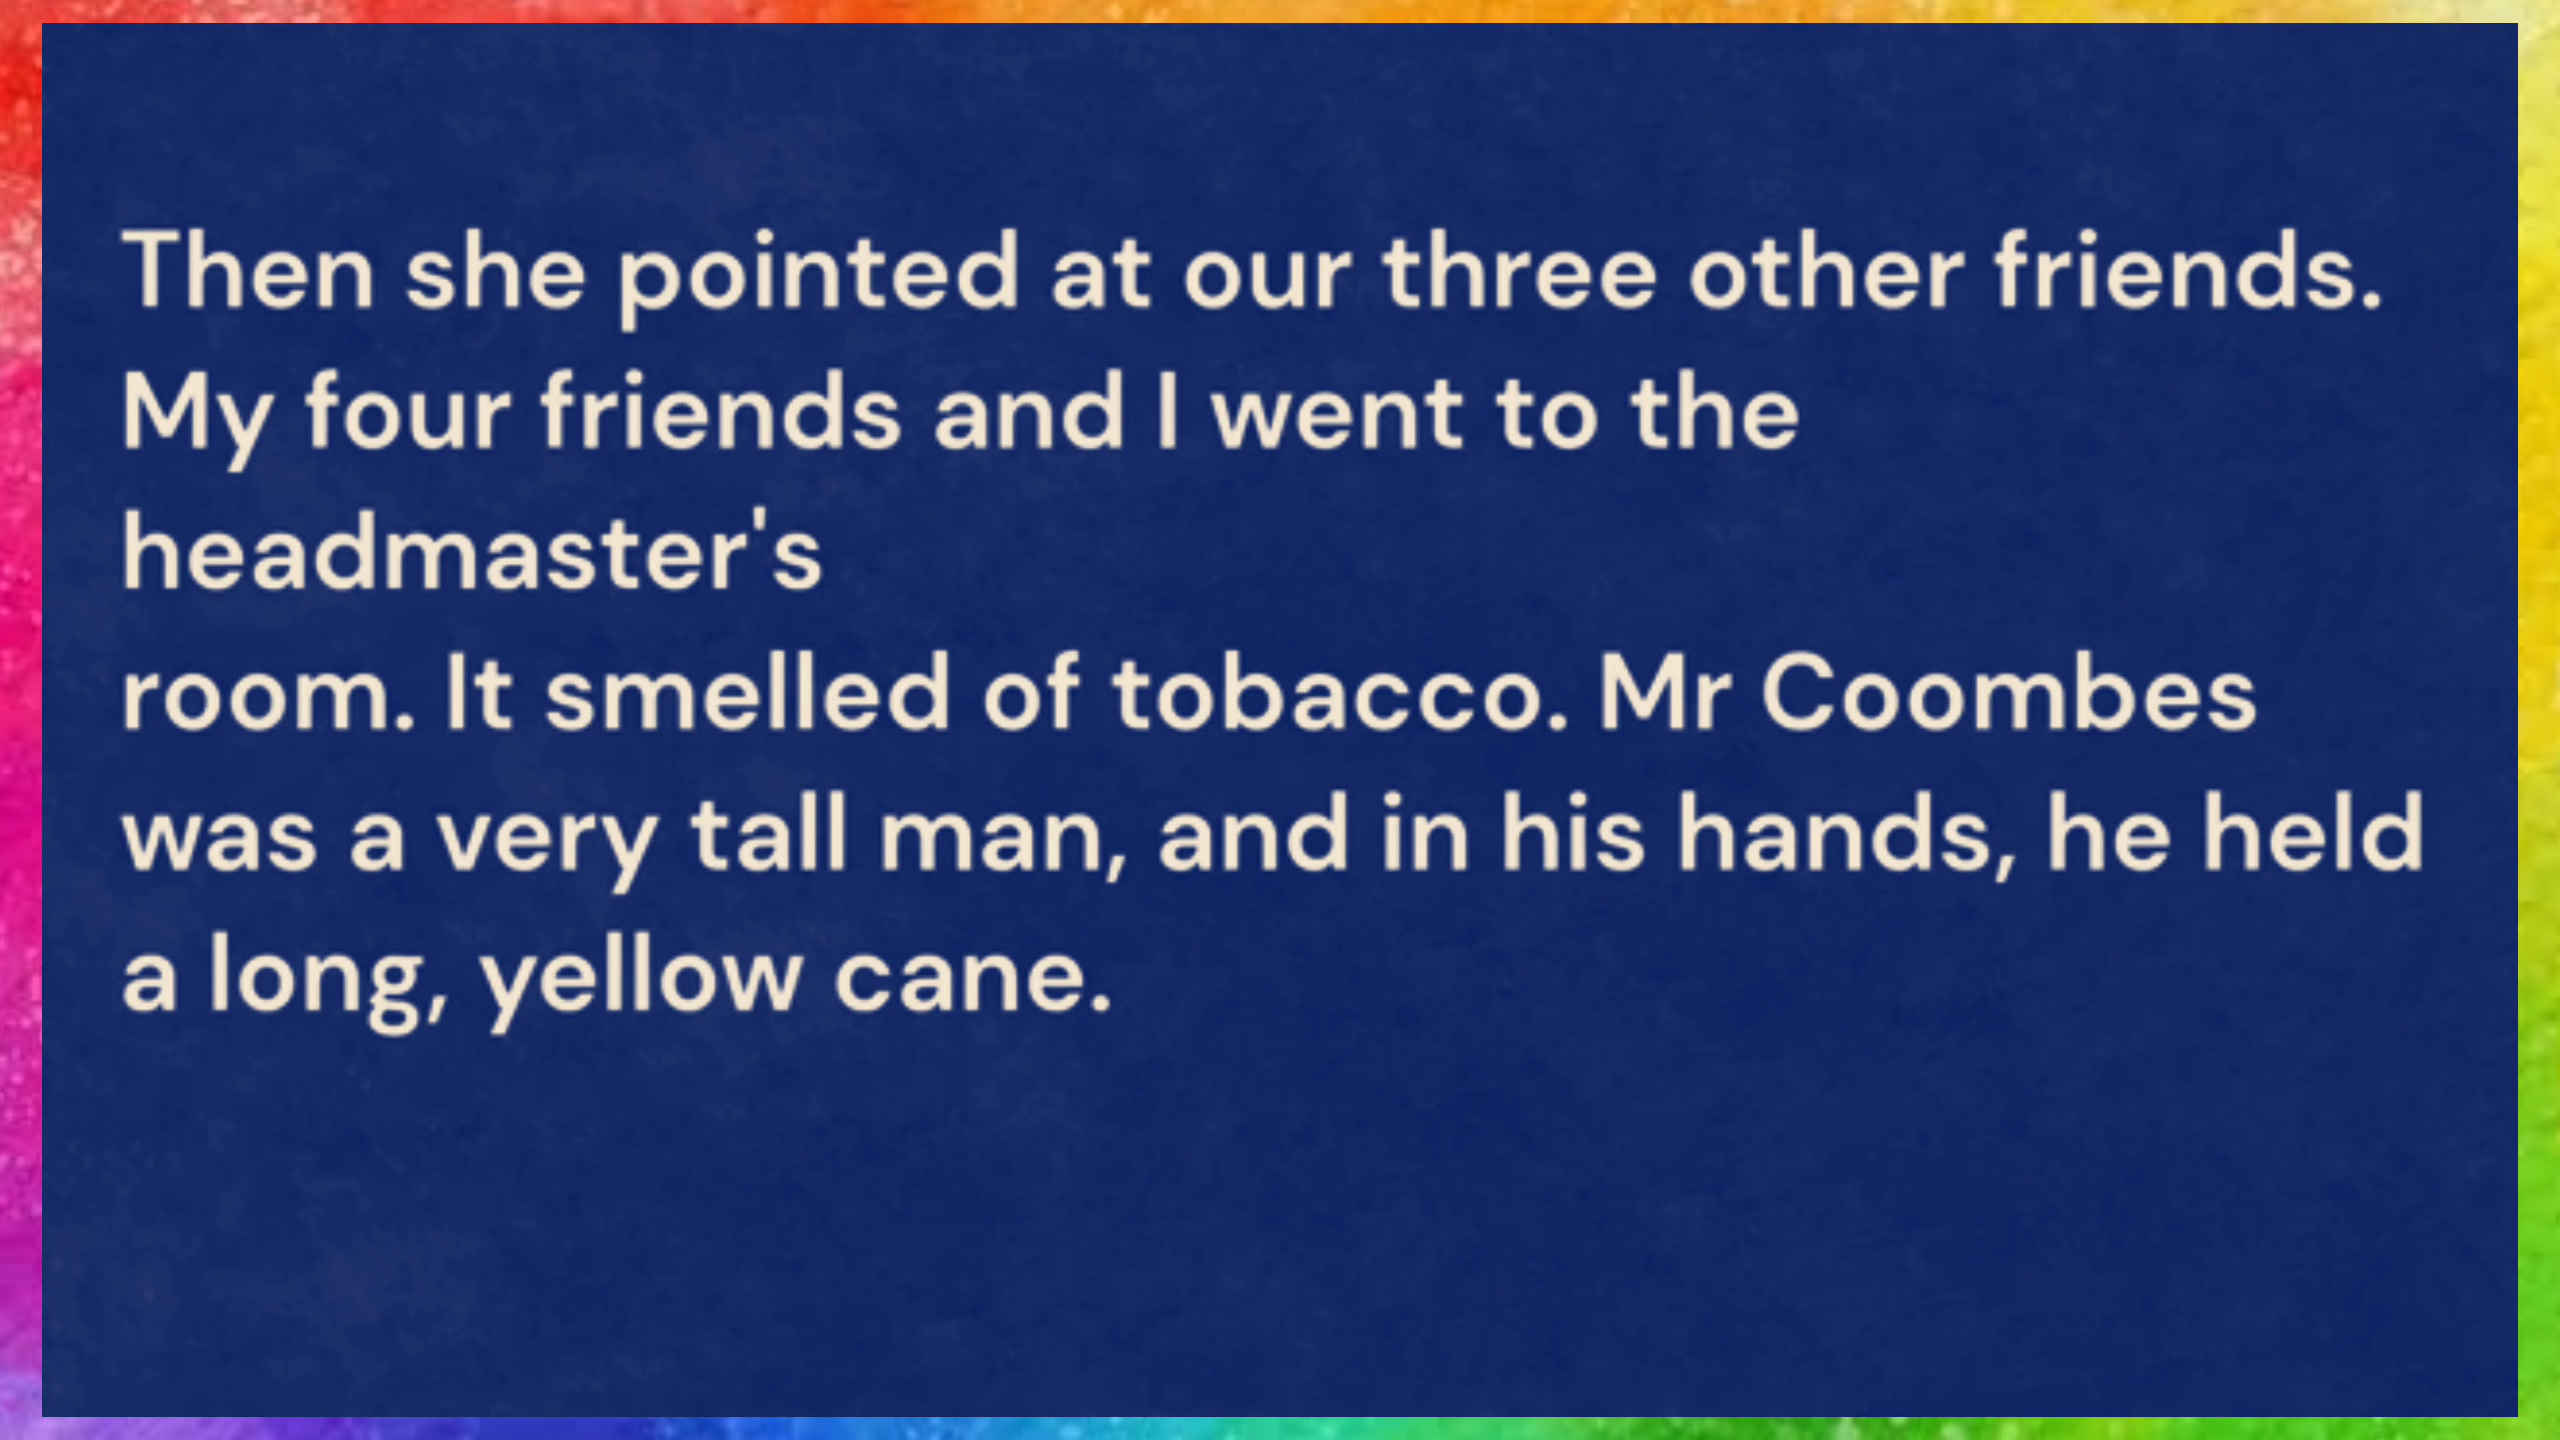 Then she pointed at our three other friends.
My four friends and I went to the
headmaster's
room. It smelled of tobacco. Mr Coombes
was a very tall man, and in his hands, he held
a long, yellow cane.